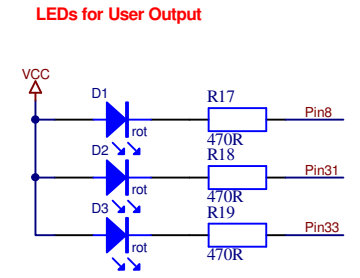 LEDs for User Output
VCC
D1
rot
R17
470R
Pin8
D2
rot
R18
470R
Pin31
D3
rot
R19
470R
Pin33